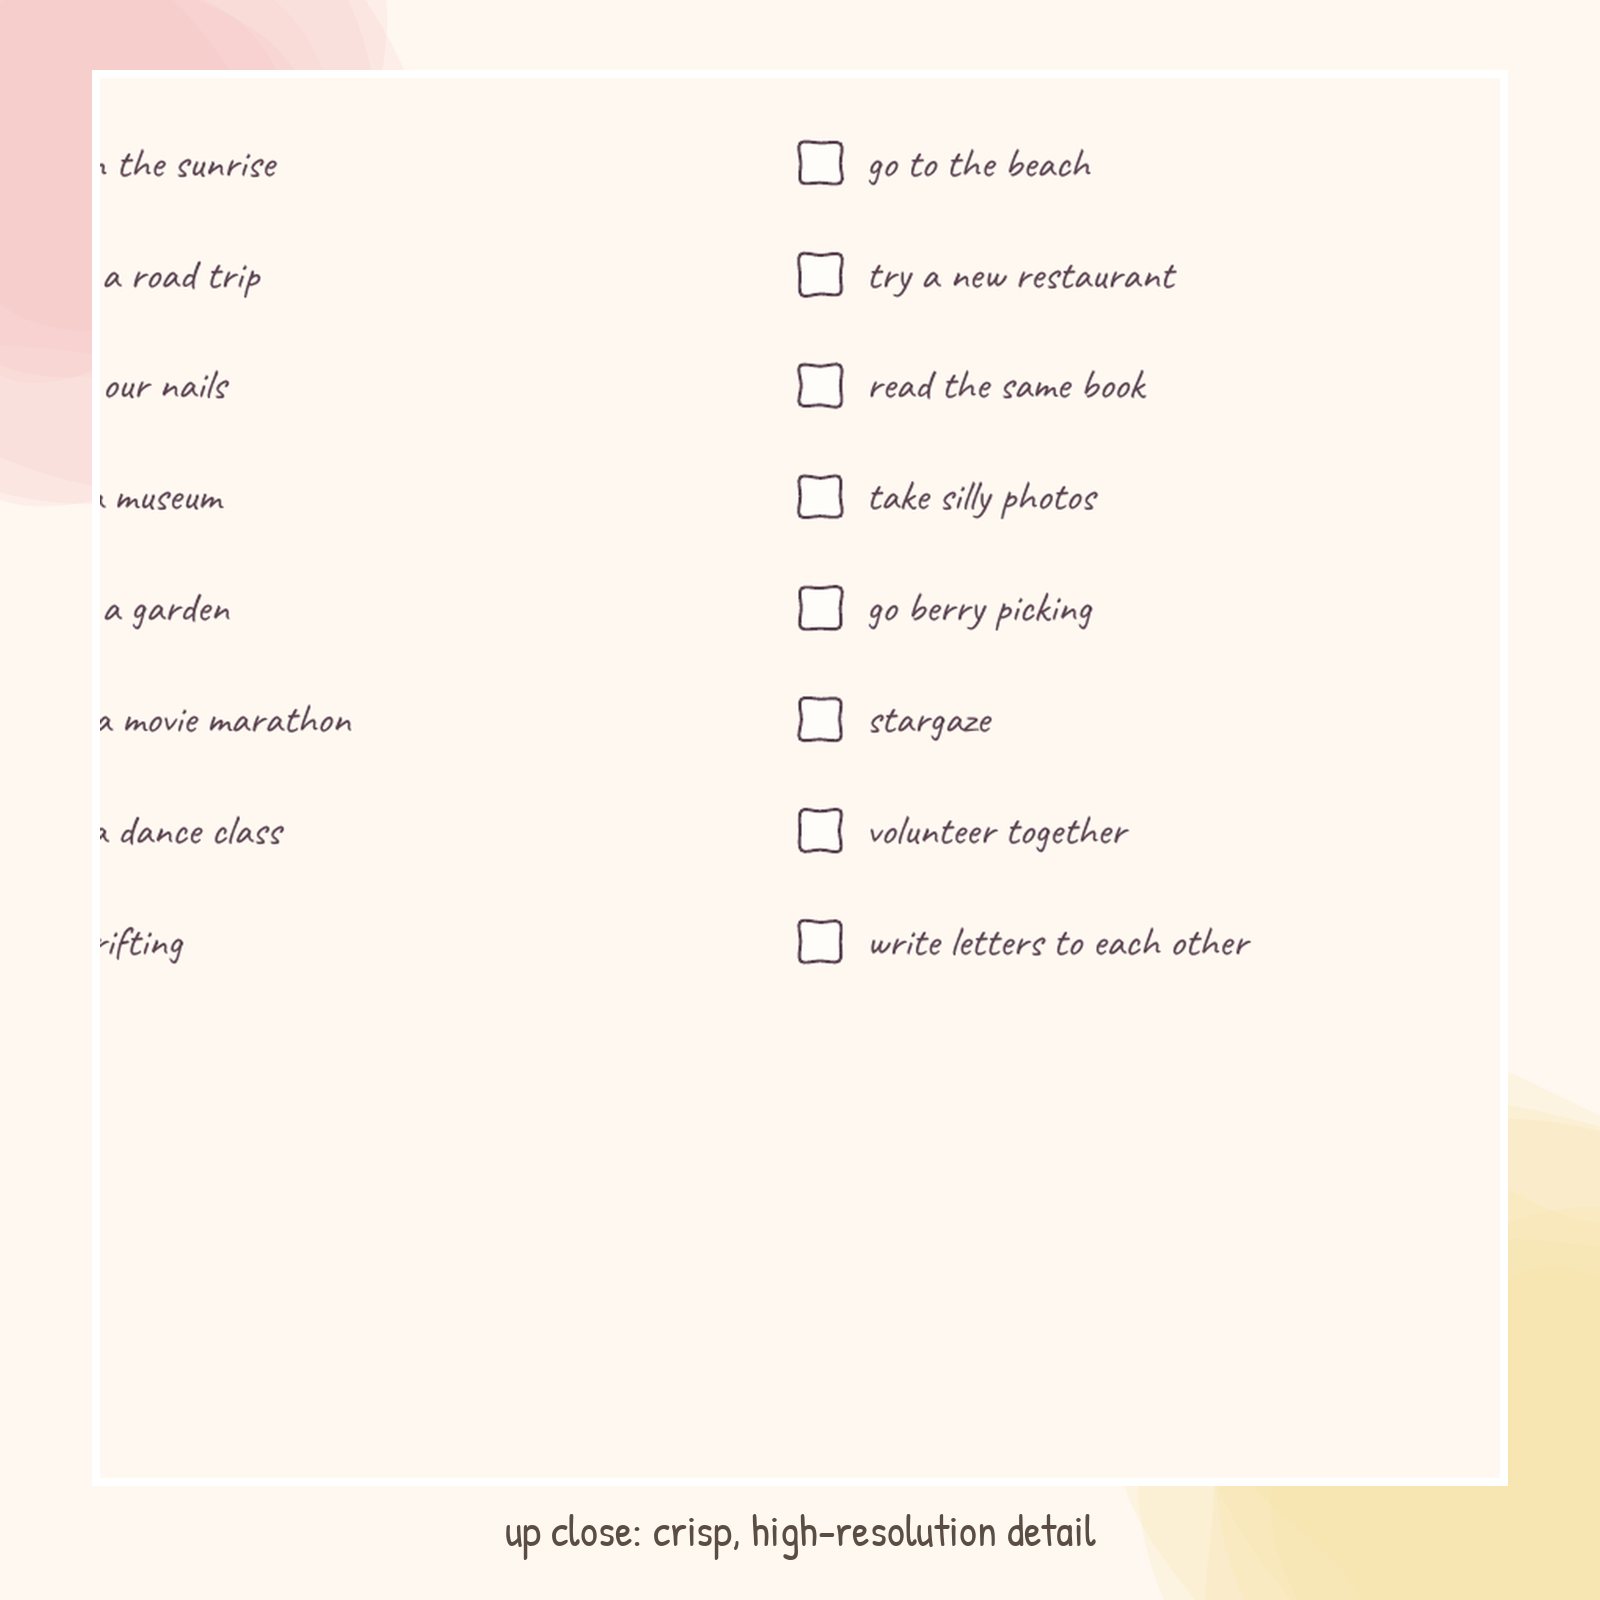 the sunrise
a road trip
our nails
museum
a garden
a movie marathon
a dance class
go to the beach
try a new restaurant
read the same book
take silly photos
go berry picking
stargaze
volunteer together
write letters to each other
up close: crisp, high-resolution detail